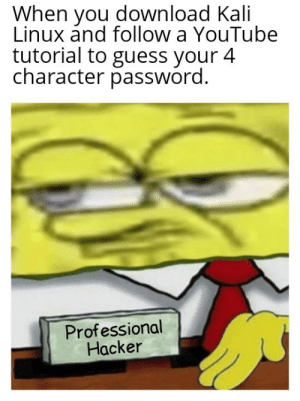 When you download Kali
Linux and follow a YouTube
tutorial to guess your 4
character password.
Professional
Hacker